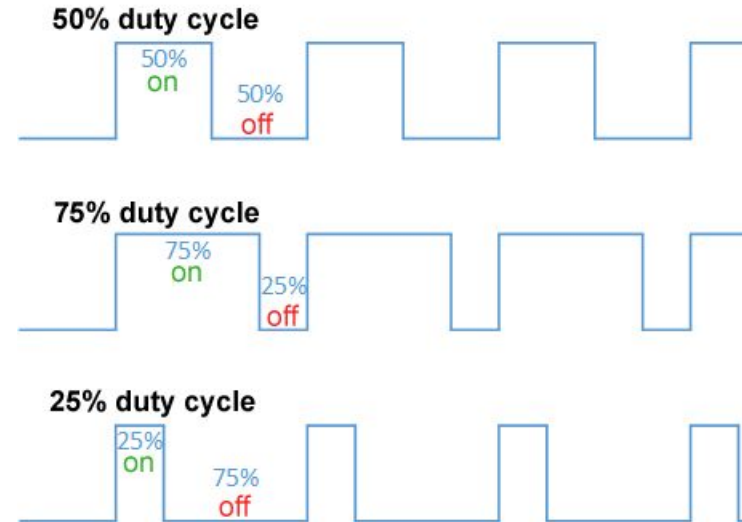 50% duty cycle
50%
on
50%
off
75% duty cycle
75%
on
25%
off
25% duty cycle
25%
on
75%
off